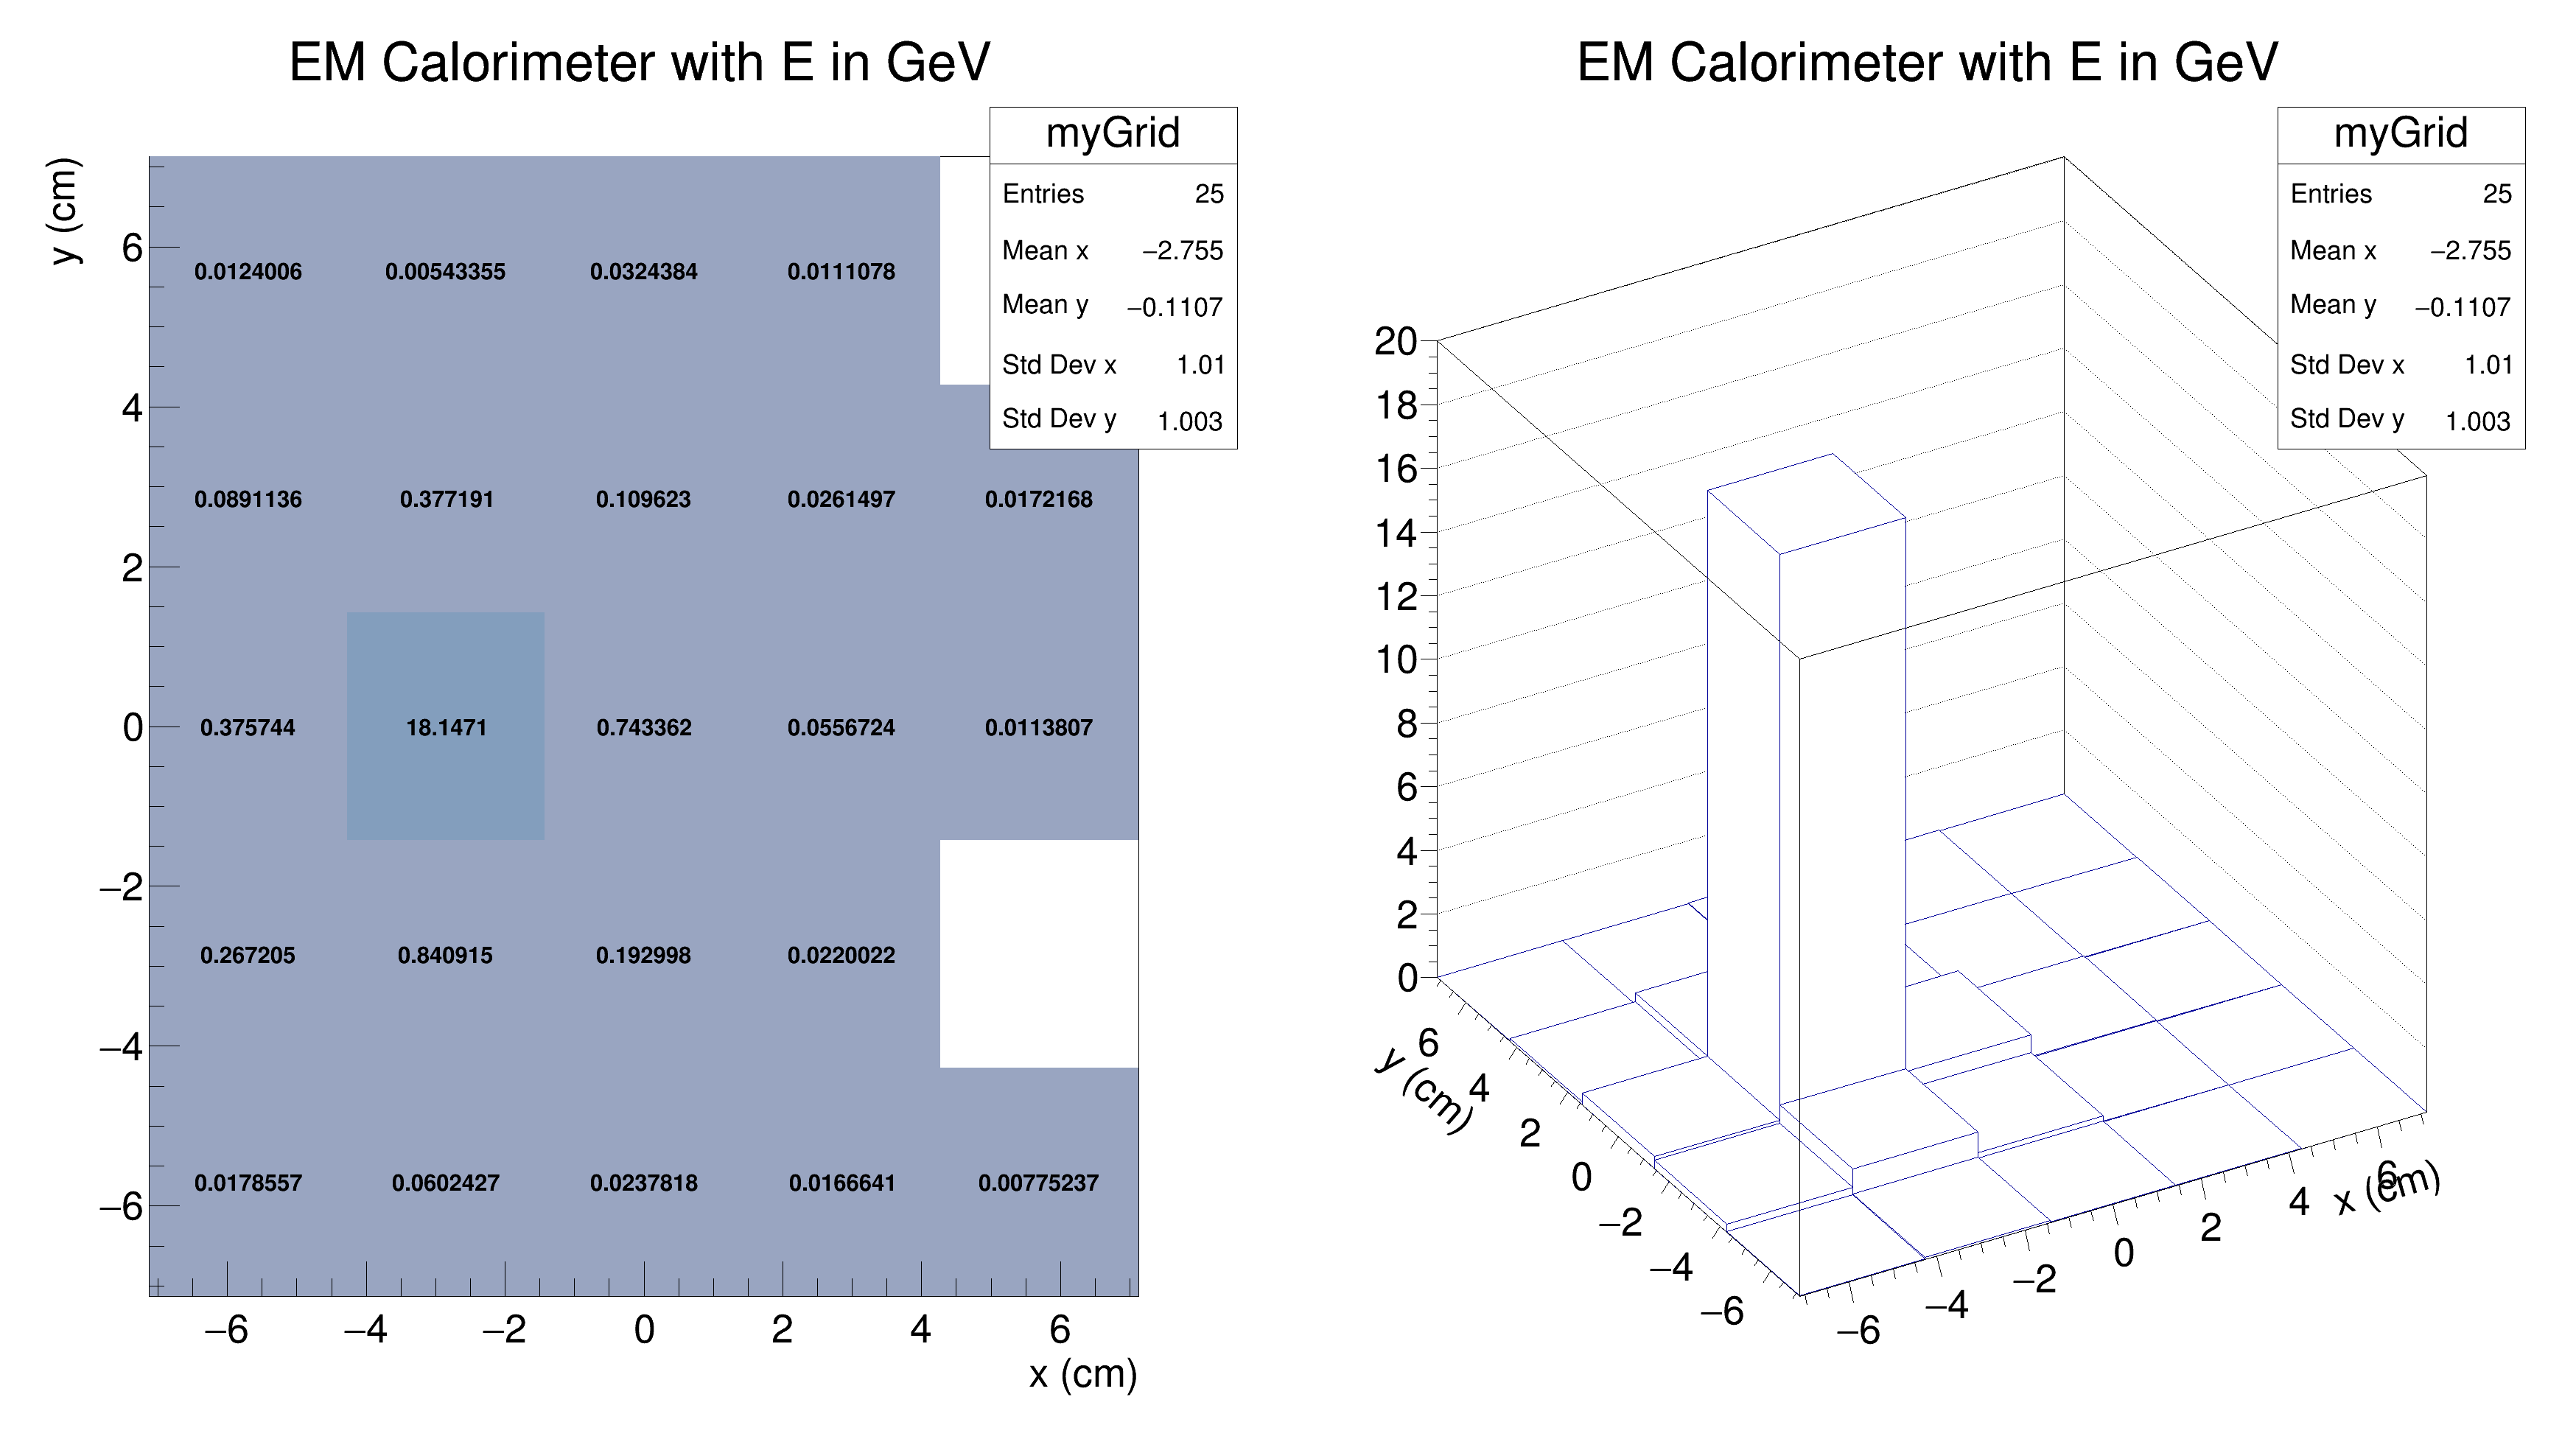 EM Calorimeter with E in GeV
myGrid
Entries 25
Mean x −2.755
Mean y −0.1107
Std Dev x 1.01
Std Dev y 1.003
y (cm)
6
4
2
0
−2
−4
−6
0.0124006 0.00543355 0.0324384 0.0111078
0.0891136 0.377191 0.109623 0.0261497 0.0172168
0.375744 18.1471 0.743362 0.0556724 0.0113807
0.267205 0.840915 0.192998 0.0220022
0.0178557 0.0602427 0.0237818 0.0166641 0.00775237
−6 −4 −2 0 2 4 6
x (cm)
EM Calorimeter with E in GeV
myGrid
Entries 25
Mean x −2.755
Mean y −0.1107
Std Dev x 1.01
Std Dev y 1.003
20
18
16
14
12
10
8
6
4
2
0
6
4
2
0
−2
−4
−6
y (cm)
−6
−4
−2
0
2
4
6
x (cm)